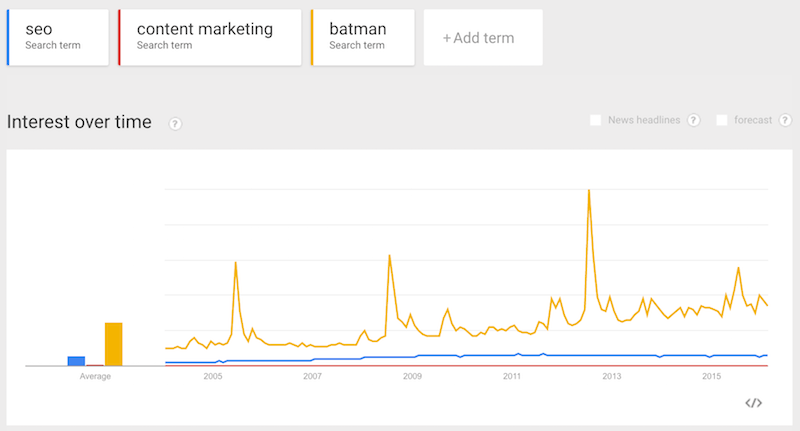 seo
Search term
content marketing
Search term
batman
Search term
+Add term
Interest over time ?
News headlines ?
forecast ?
Average
2005 2007 2009 2011 2013 2015
</>